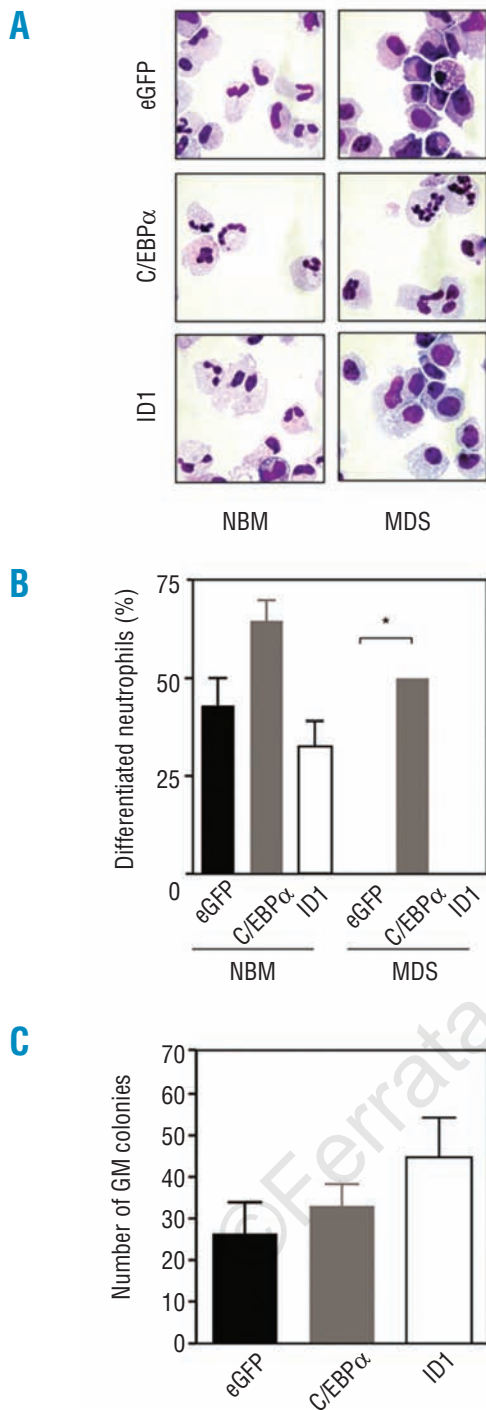 A
eGFP
C/EBPα
ID1
NBM MDS
B
Differentiated neutrophils (%)
75
50
25
0
*
eGFP C/EBPα ID1 eGFP C/EBPα ID1
NBM MDS
C
Number of GM colonies
70
60
50
40
30
20
10
0
eGFP C/EBPα ID1
©Ferrata